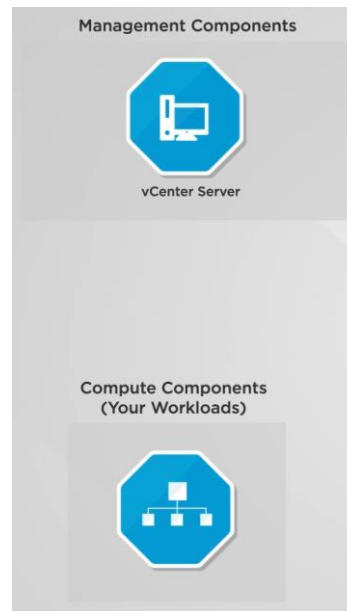 Management Components
vCenter Server
Compute Components
(Your Workloads)